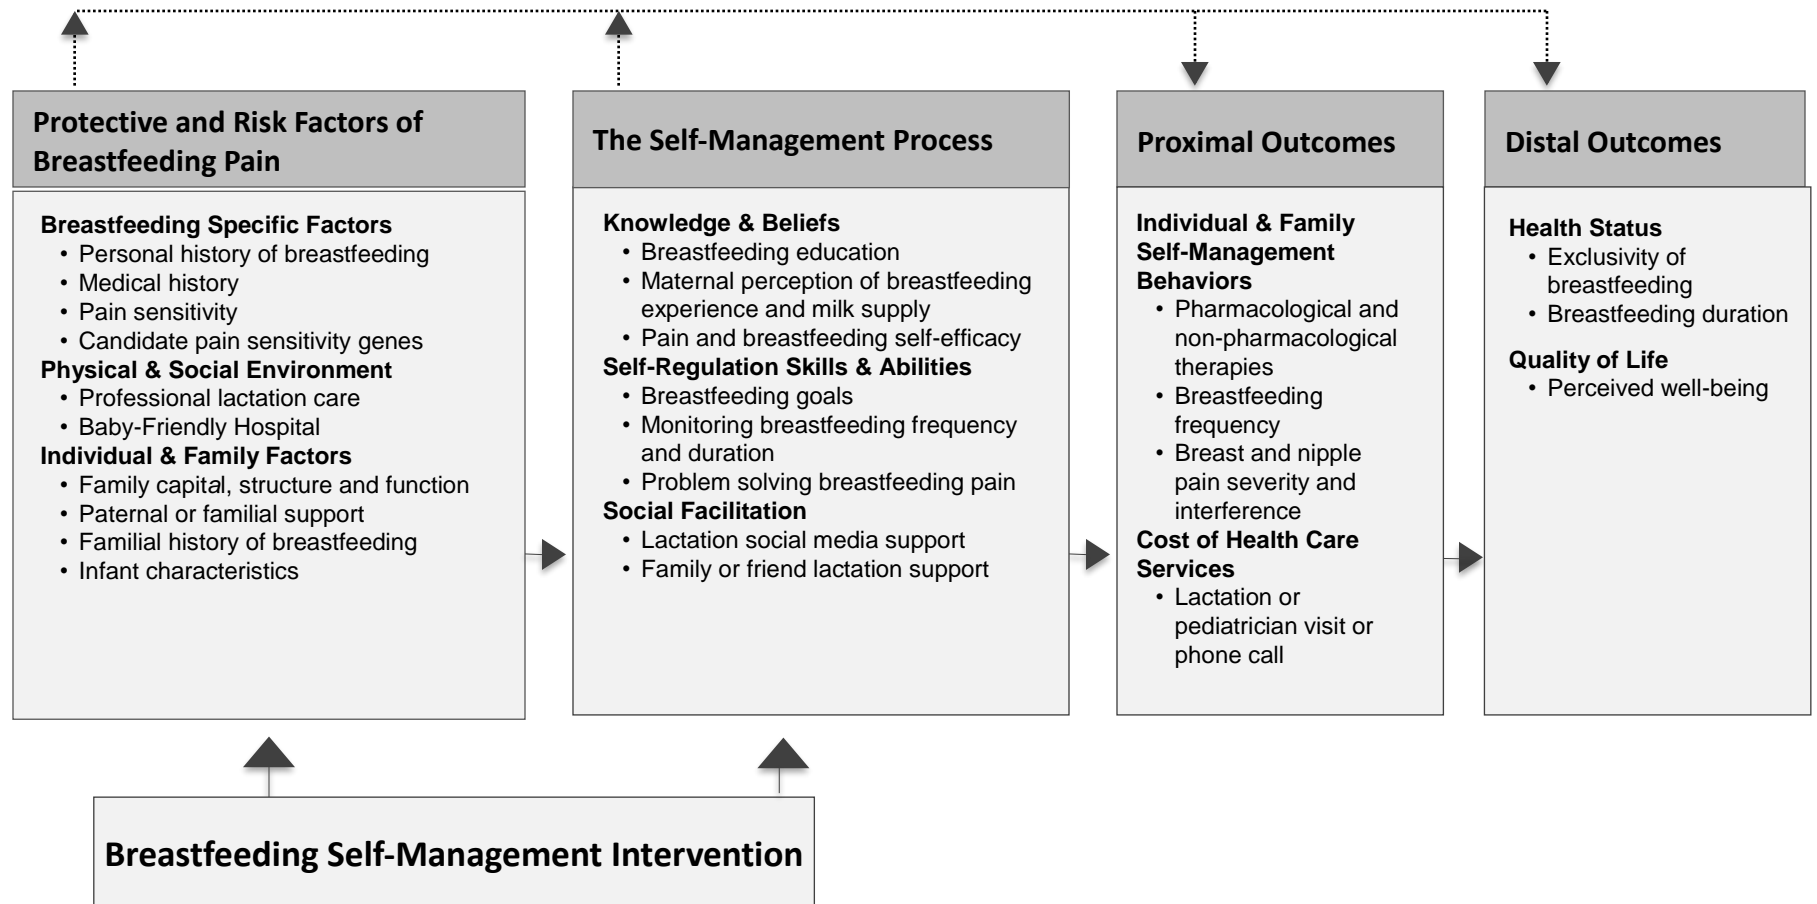 Protective and Risk Factors of
Breastfeeding Pain
Breastfeeding Specific Factors
• Personal history of breastfeeding
• Medical history
• Pain sensitivity
• Candidate pain sensitivity genes
Physical & Social Environment
• Professional lactation care
• Baby-Friendly Hospital
Individual & Family Factors
• Family capital, structure and function
• Paternal or familial support
• Familial history of breastfeeding
• Infant characteristics
The Self-Management Process
Knowledge & Beliefs
• Breastfeeding education
• Maternal perception of breastfeeding
experience and milk supply
• Pain and breastfeeding self-efficacy
Self-Regulation Skills & Abilities
• Breastfeeding goals
• Monitoring breastfeeding frequency
and duration
• Problem solving breastfeeding pain
Social Facilitation
• Lactation social media support
• Family or friend lactation support
Proximal Outcomes
Individual & Family
Self-Management
Behaviors
• Pharmacological and
non-pharmacological
therapies
• Breastfeeding
frequency
• Breast and nipple
pain severity and
interference
Cost of Health Care
Services
• Lactation or
pediatrician visit or
phone call
Distal Outcomes
Health Status
• Exclusivity of
breastfeeding
• Breastfeeding duration
Quality of Life
• Perceived well-being
Breastfeeding Self-Management Intervention